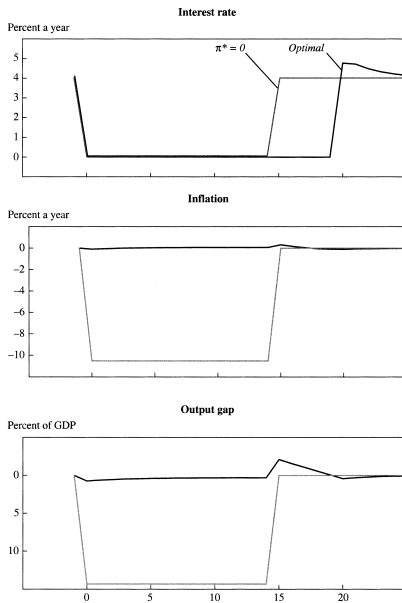 Interest rate
Percent a year
π* = 0 Optimal
5
4
3
2
1
0
Inflation
Percent a year
0
−2
−4
−6
−8
−10
Output gap
Percent of GDP
0
5
10
0 5 10 15 20